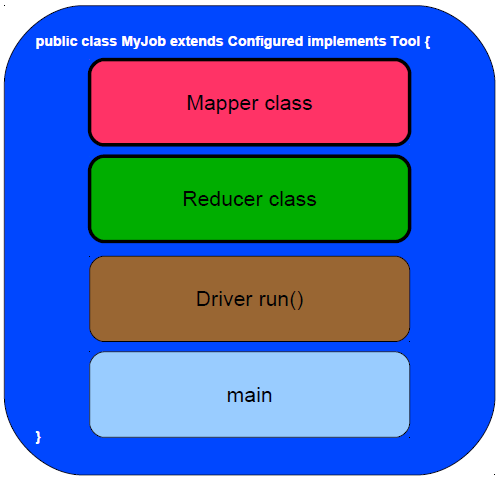 public class MyJob extends Configured implements Tool {
Mapper class
Reducer class
Driver run()
main
}